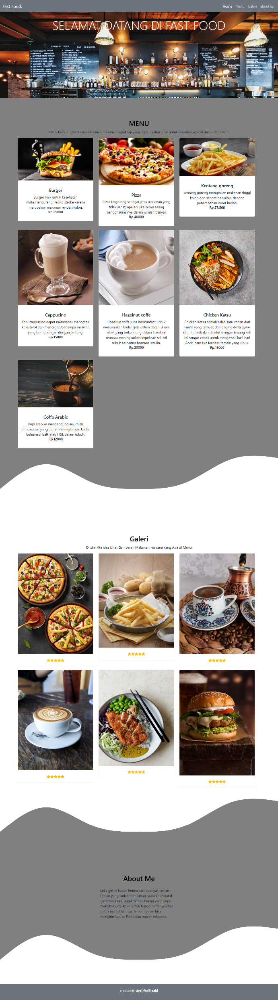 Fast Food.
Home Menu Galeri about us
SELAMAT DATANG DI FAST FOOD
DRAUGHT BEER
MENU
Disini kami menyediakan makanan makanan cepat saji yang higienis dan lezat untuk disantap seperti menu di bawah :
Burger
Burger baik untuk kesehatan
mata,mengurangi resiko stroke karena
merupakan makanan rendah kalori.
Rp.25000
Pizza
Pizza tergolong sebagai jenis makanan yang
tidak sehat, apalagi jika kamu sering
mengonsumsinya dalam jumlah banyak.
Rp.40000
Kentang goreng
kentang goreng merupakan makanan tinggi
kalori dan sangat berkaitan dengan
penambahan berat badan.
Rp.27.500
Cappucino
Kopi cappucino dapat membantu mengatasi
kolesterol dan mencegah beberapa masalah
yang berhubungan dengan jantung.
Rp.15000
Hazelnut coffe
Hazelnut coffe juga bermanfaat untuk
menurunkan kadar gula dalam darah. Asam
oleat yang terkandung dalam hazelnut
mampu meningkatkan kepekaan sel-sel
tubuh terhadap hormon insulin.
Rp.20000
Chicken Katsu
Chicken Katsu adalah salah satu varian dari
Fiesta yang terbuat dari daging dada ayam
utuh terbaik dan dibalut dengan tepung roti
ini sangat cocok untuk mengawali hari-hari
Anda para fun fearless female yang sibuk.
Rp.18000
Coffe Arabic
Kopi arabika mengandung sejumlah
antioksidan yang dapat meningkatkan kadar
kolesterol baik atau HDL dalam tubuh.
Rp.12000
Galeri
Di sini kita bisa Lihat Gambaran Makanan-makana Yang Ada di Menu
About Me
Let's get in touch Terima kasih banyak teman-
teman yang sudah menikmati. sudah melihat d
destinasi kami. untuk teman teman yang ingin
menghubungi kami untuk tujuan bertanya atau
untuk hal hal lainnya. teman teman bisa
mengirimkan ke Email dan nomer telepons.
created@ Urai fadli zaki